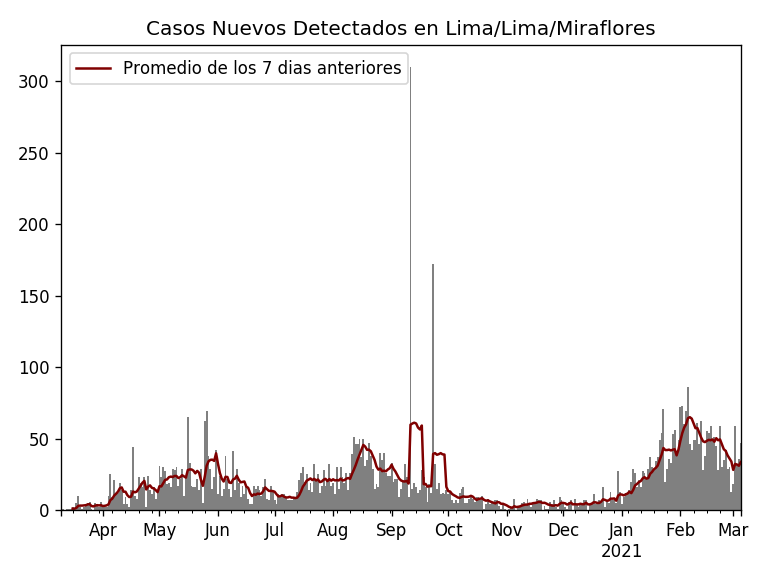 Casos Nuevos Detectados en Lima/Lima/Miraflores
Promedio de los 7 dias anteriores
300
250
200
150
100
50
0
Apr May Jun Jul Aug Sep Oct Nov Dec Jan Feb Mar
2021